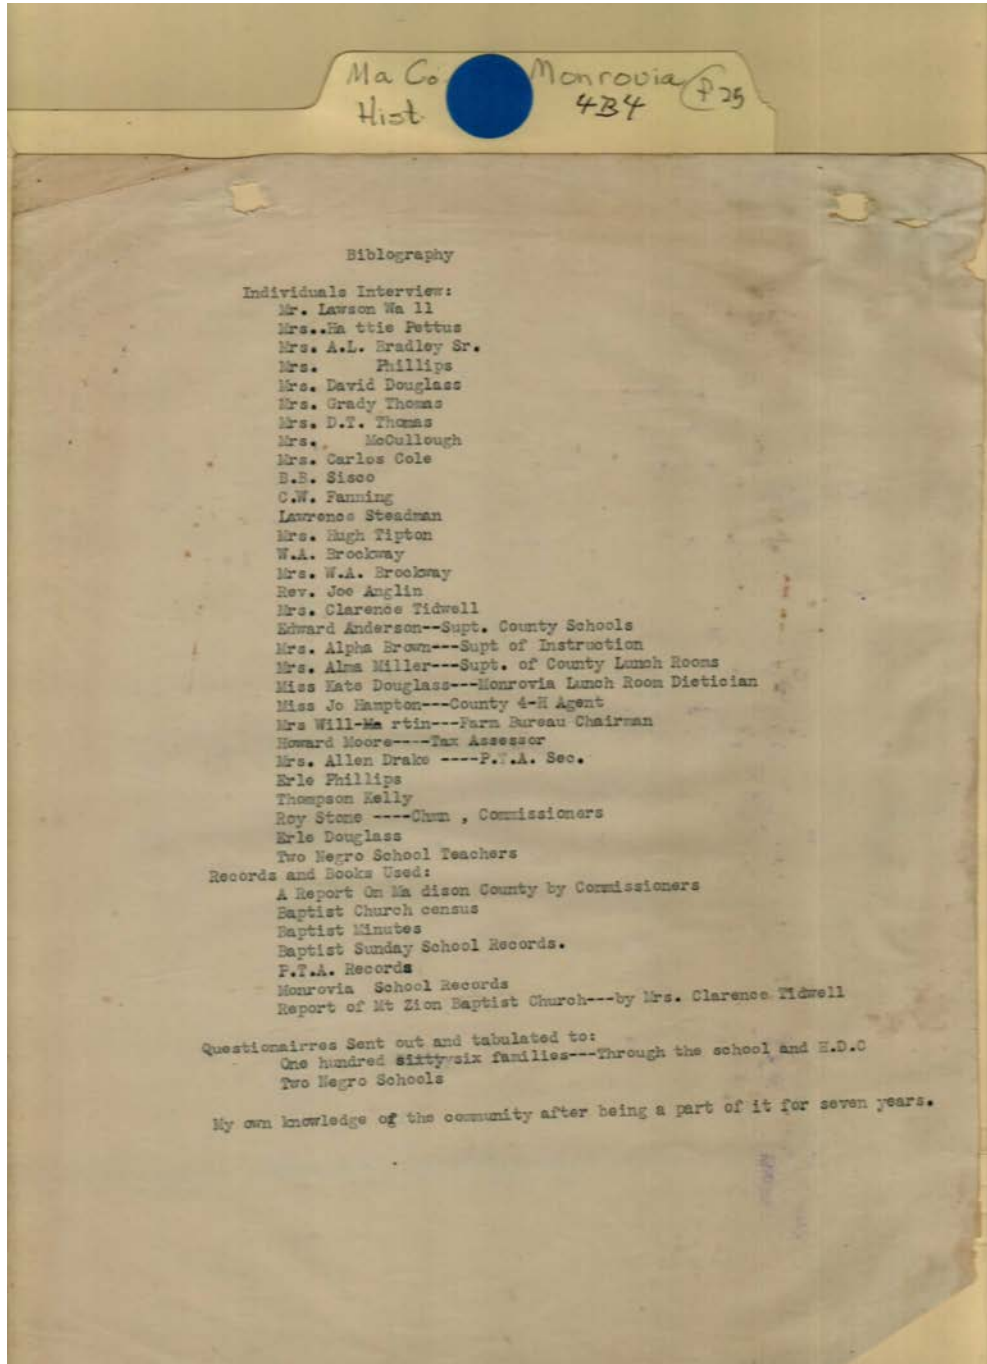 Ma Co Monrovia P 25
Hist. 4B4
Biblography
Individuals Interview:
Mr. Lawson Wa ll
Mrs..Ha ttie Pettus
Mrs. A.L. Bradley Sr.
Mrs. Phillips
Mrs. David Douglass
Mrs. Grady Thomas
Mrs. D.T. Thomas
Mrs. McCullough
Mrs. Carlos Cole
B.B. Sisco
C.W. Fanning
Lawrence Steadman
Mrs. Hugh Tipton
W.A. Brockway
Mrs. W.A. Brockway
Rev. Joe Anglin
Mrs. Clarence Tidwell
Edward Anderson--Supt. County Schools
Mrs. Alpha Brown---Supt of Instruction
Mrs. Alma Miller---Supt. of County Lunch Rooms
Miss Kate Douglass---Monrovia Lunch Room Dietician
Miss Jo Hampton---County 4-H Agent
Mrs Will-Ma rtin---Farm Bureau Chairman
Howard Moore----Tax Assessor
Mrs. Allen Drake ----P.T.A. Sec.
Erle Phillips
Thompson Kelly
Roy Stone ----Chmn , Commissioners
Erle Douglass
Two Negro School Teachers
Records and Books Used:
A Report On Ma dison County by Commissioners
Baptist Church census
Baptist Minutes
Baptist Sunday School Records.
P.T.A. Records
Monrovia School Records
Report of Mt Zion Baptist Church---by Mrs. Clarence Tidwell
Questionairres Sent out and tabulated to:
One hundred sixtysix families---Through the school and H.D.C
Two Negro Schools
My own knowledge of the community after being a part of it for seven years.